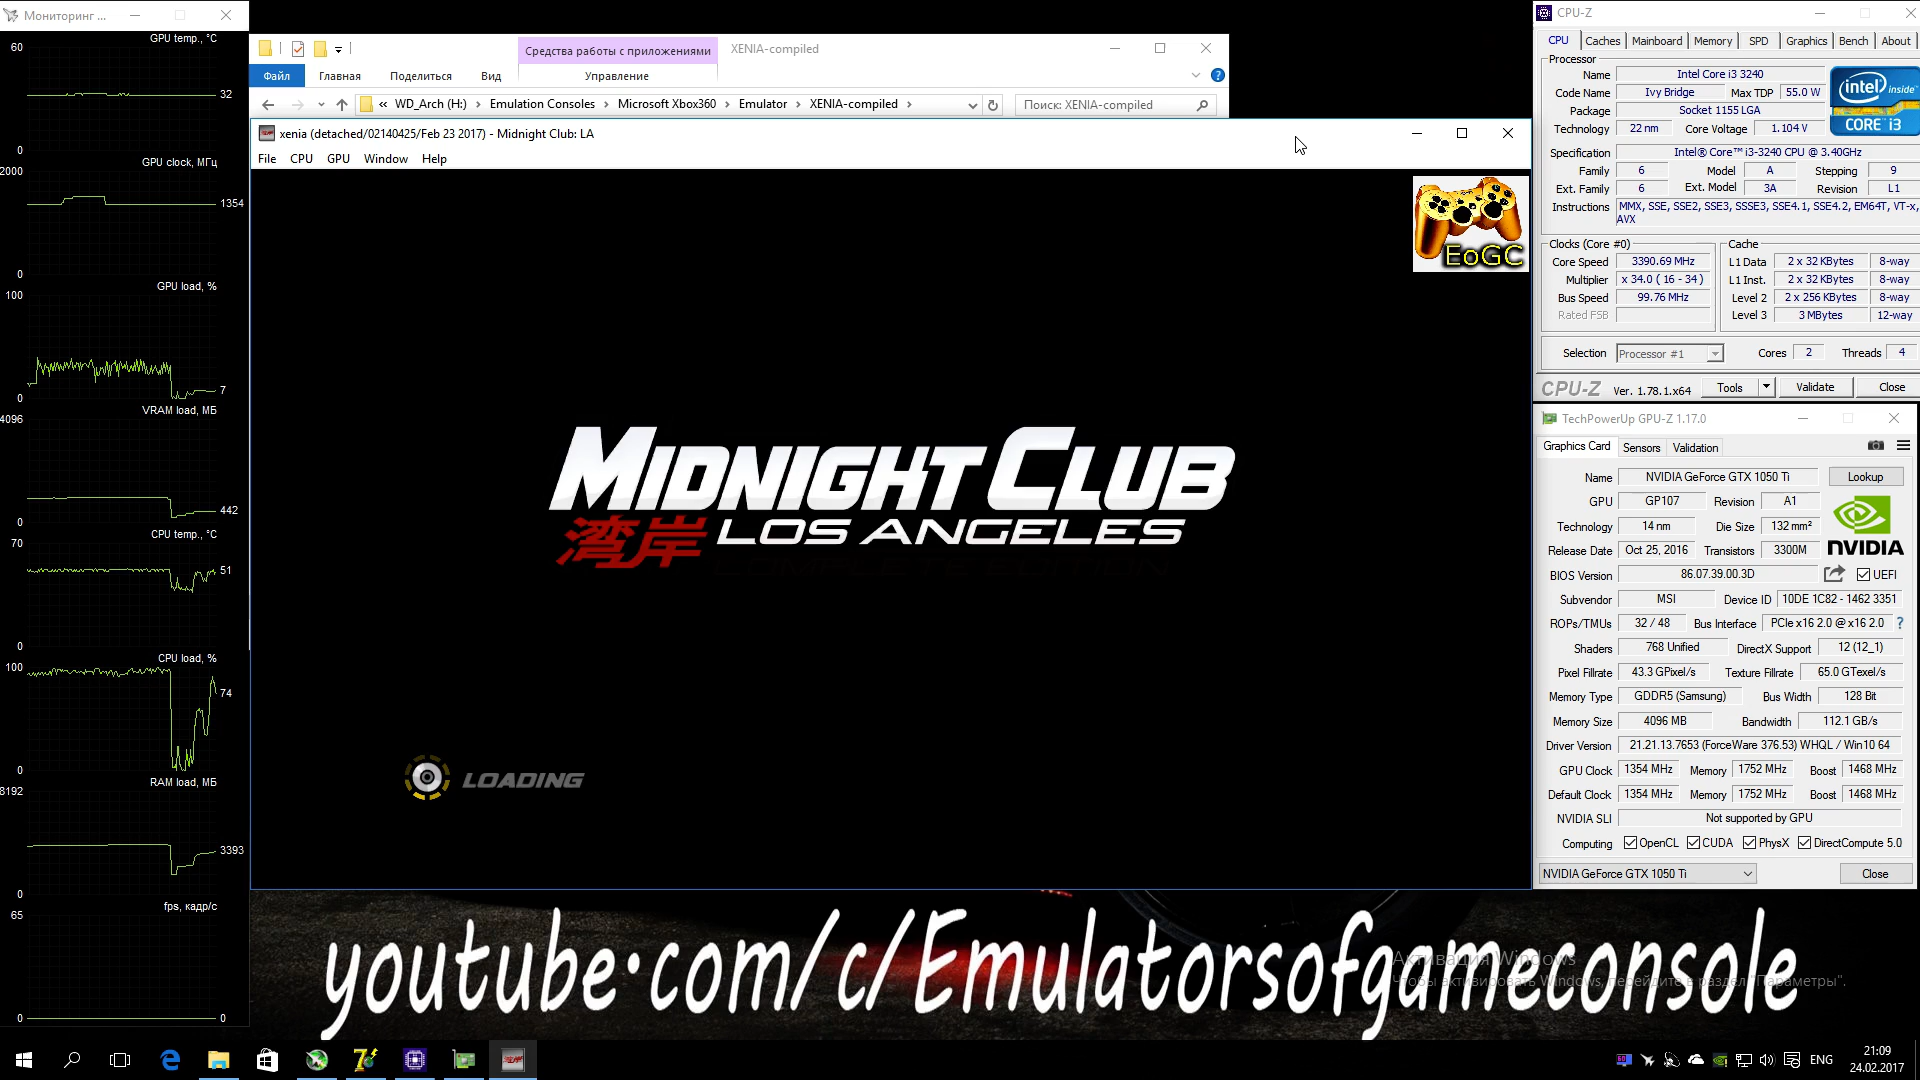 Мониторинг ...
GPU temp., °C
60
32
0
GPU clock, МГц
2000
1354
0
GPU load, %
100
7
0
VRAM load, МБ
4096
442
0
CPU temp., °C
70
51
0
CPU load, %
100
74
0
RAM load, МБ
8192
3393
0
fps, кадр/с
65
0
0
Средства работы с приложениями
XENIA-compiled
Файл
Главная
Поделиться
Вид
Управление
« WD_Arch (H:) › Emulation Consoles › Microsoft Xbox360 › Emulator › XENIA-compiled ›
Поиск: XENIA-compiled
xenia (detached/02140425/Feb 23 2017) - Midnight Club: LA
File CPU GPU Window Help
EoGC
MIDNIGHT CLUB
湾岸 LOS ANGELES
COMPLETE EDITION
LOADING
youtube.com/c/Emulatorsofgameconsole
Активация Windows
Чтобы активировать Windows, перейдите в раздел "Параметры".
CPU-Z
CPU Caches Mainboard Memory SPD Graphics Bench About
Processor
Name Intel Core i3 3240
Code Name Ivy Bridge Max TDP 55.0 W
Package Socket 1155 LGA
Technology 22 nm Core Voltage 1.104 V
intel inside™
CORE i3
Specification Intel® Core™ i3-3240 CPU @ 3.40GHz
Family 6 Model A Stepping 9
Ext. Family 6 Ext. Model 3A Revision L1
Instructions MMX, SSE, SSE2, SSE3, SSSE3, SSE4.1, SSE4.2, EM64T, VT-x,
AVX
Clocks (Core #0)
Core Speed 3390.69 MHz
Multiplier x 34.0 ( 16 - 34 )
Bus Speed 99.76 MHz
Rated FSB
Cache
L1 Data 2 x 32 KBytes 8-way
L1 Inst. 2 x 32 KBytes 8-way
Level 2 2 x 256 KBytes 8-way
Level 3 3 MBytes 12-way
Selection Processor #1 Cores 2 Threads 4
CPU-Z Ver. 1.78.1.x64 Tools Validate Close
TechPowerUp GPU-Z 1.17.0
Graphics Card Sensors Validation
Name NVIDIA GeForce GTX 1050 Ti Lookup
GPU GP107 Revision A1
Technology 14 nm Die Size 132 mm²
Release Date Oct 25, 2016 Transistors 3300M
NVIDIA
BIOS Version 86.07.39.00.3D UEFI
Subvendor MSI Device ID 10DE 1C82 - 1462 3351
ROPs/TMUs 32 / 48 Bus Interface PCIe x16 2.0 @ x16 2.0 ?
Shaders 768 Unified DirectX Support 12 (12_1)
Pixel Fillrate 43.3 GPixel/s Texture Fillrate 65.0 GTexel/s
Memory Type GDDR5 (Samsung) Bus Width 128 Bit
Memory Size 4096 MB Bandwidth 112.1 GB/s
Driver Version 21.21.13.7653 (ForceWare 376.53) WHQL / Win10 64
GPU Clock 1354 MHz Memory 1752 MHz Boost 1468 MHz
Default Clock 1354 MHz Memory 1752 MHz Boost 1468 MHz
NVIDIA SLI Not supported by GPU
Computing OpenCL CUDA PhysX DirectCompute 5.0
NVIDIA GeForce GTX 1050 Ti Close
ENG
21:09
24.02.2017